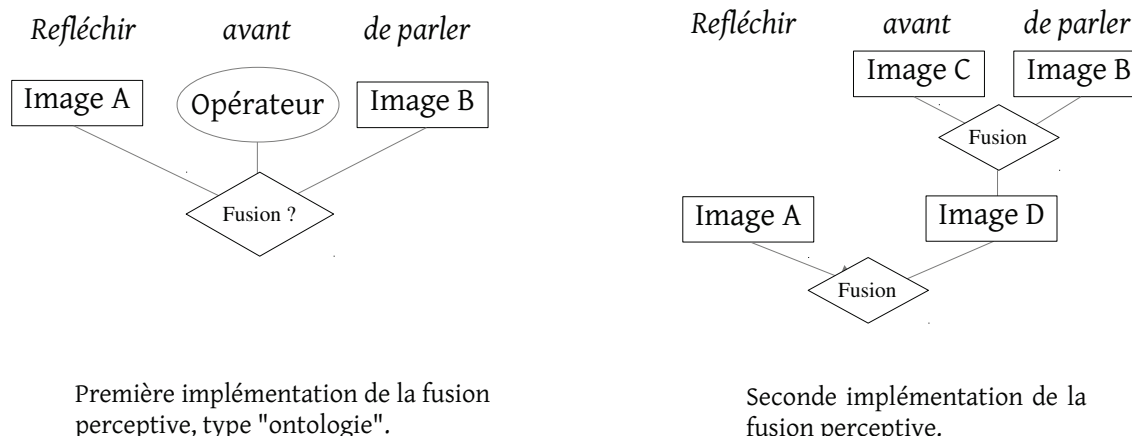 Refléchir avant de parler
Image A Opérateur Image B
Fusion ?
Première implémentation de la fusion
perceptive, type "ontologie".
Refléchir avant de parler
Image C Image B
Fusion
Image A Image D
Fusion
Seconde implémentation de la
fusion perceptive.